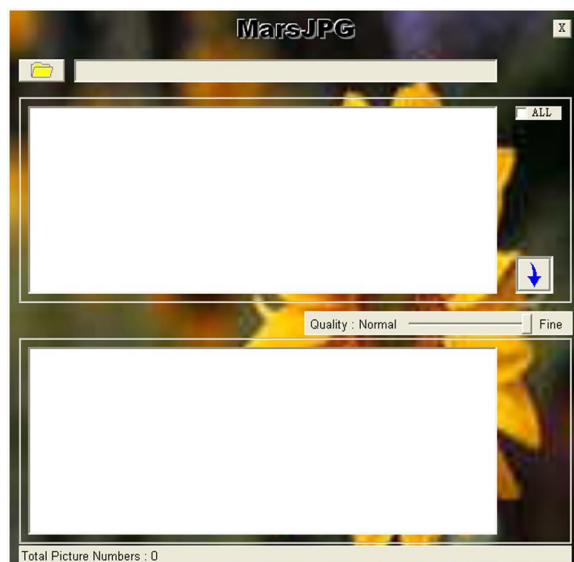 MarsJPG
X
ALL
Quality : Normal Fine
Total Picture Numbers : 0